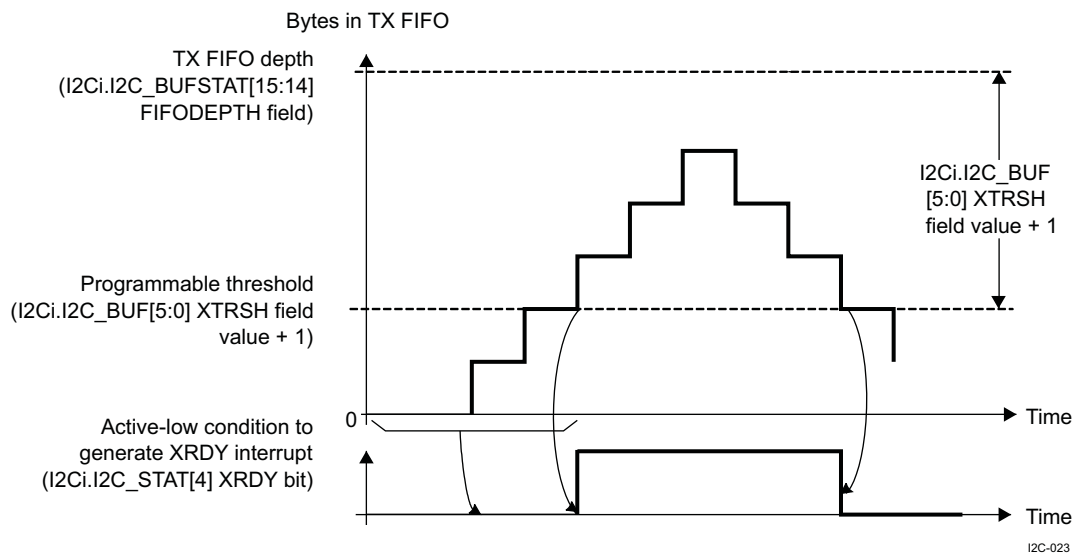 Bytes in TX FIFO
TX FIFO depth
(I2Ci.I2C_BUFSTAT[15:14]
FIFODEPTH field)
I2Ci.I2C_BUF
[5:0] XTRSH
field value + 1
Programmable threshold
(I2Ci.I2C_BUF[5:0] XTRSH field
value + 1)
0
Time
Active-low condition to
generate XRDY interrupt
(I2Ci.I2C_STAT[4] XRDY bit)
Time
I2C-023